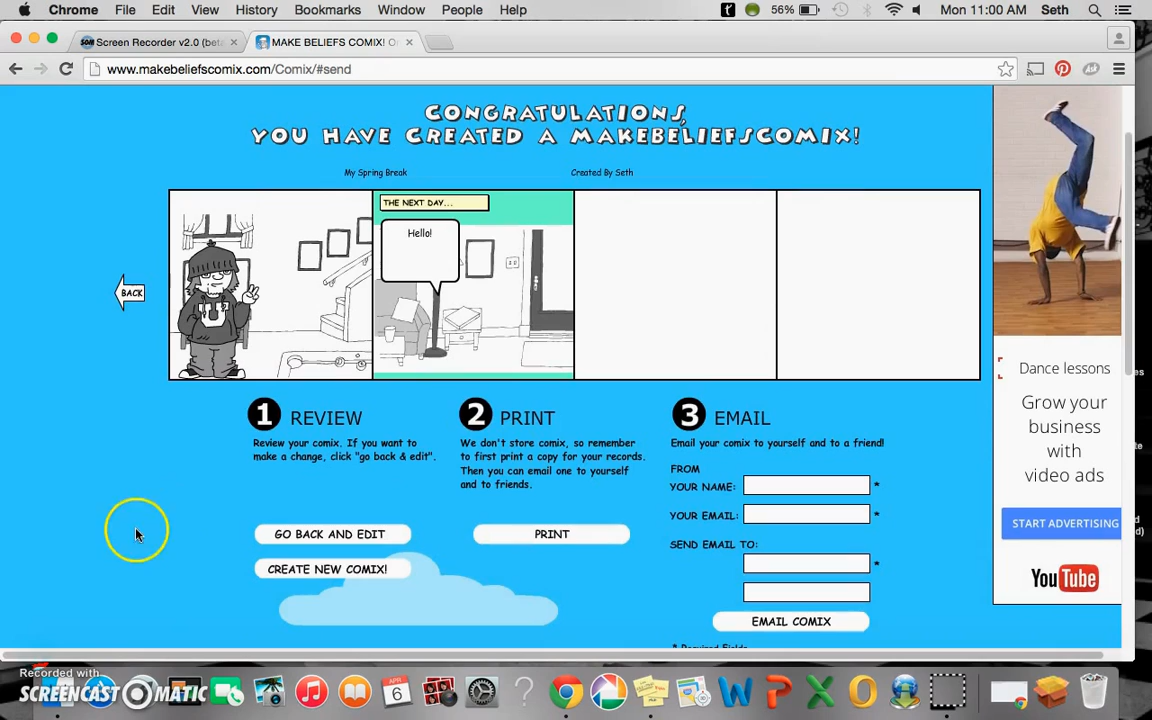 Chrome File Edit View History Bookmarks Window People Help 56% Mon 11:00 AM Seth
Screen Recorder v2.0 (beta MAKE BELIEFS COMIX! O
www.makebeliefscomix.com/Comix/#send
CONGRATULATIONS,
YOU HAVE CREATED A MAKEBELIEFSCOMIX!
My Spring Break Created By Seth
THE NEXT DAY...
Hello!
BACK
U
1 REVIEW
Review your comix. If you want to
make a change, click "go back & edit".
GO BACK AND EDIT
CREATE NEW COMIX!
2 PRINT
We don't store comix, so remember
to first print a copy for your records.
Then you can email one to yourself
and to friends.
PRINT
3 EMAIL
Email your comix to yourself and to a friend!
FROM
YOUR NAME: *
YOUR EMAIL: *
SEND EMAIL TO:
*
EMAIL COMIX
* Required Fields
Dance lessons
Grow your
business
with
video ads
START ADVERTISING
YouTube
Recorded with
SCREENCAST MATIC
APR
6
?
W P X O